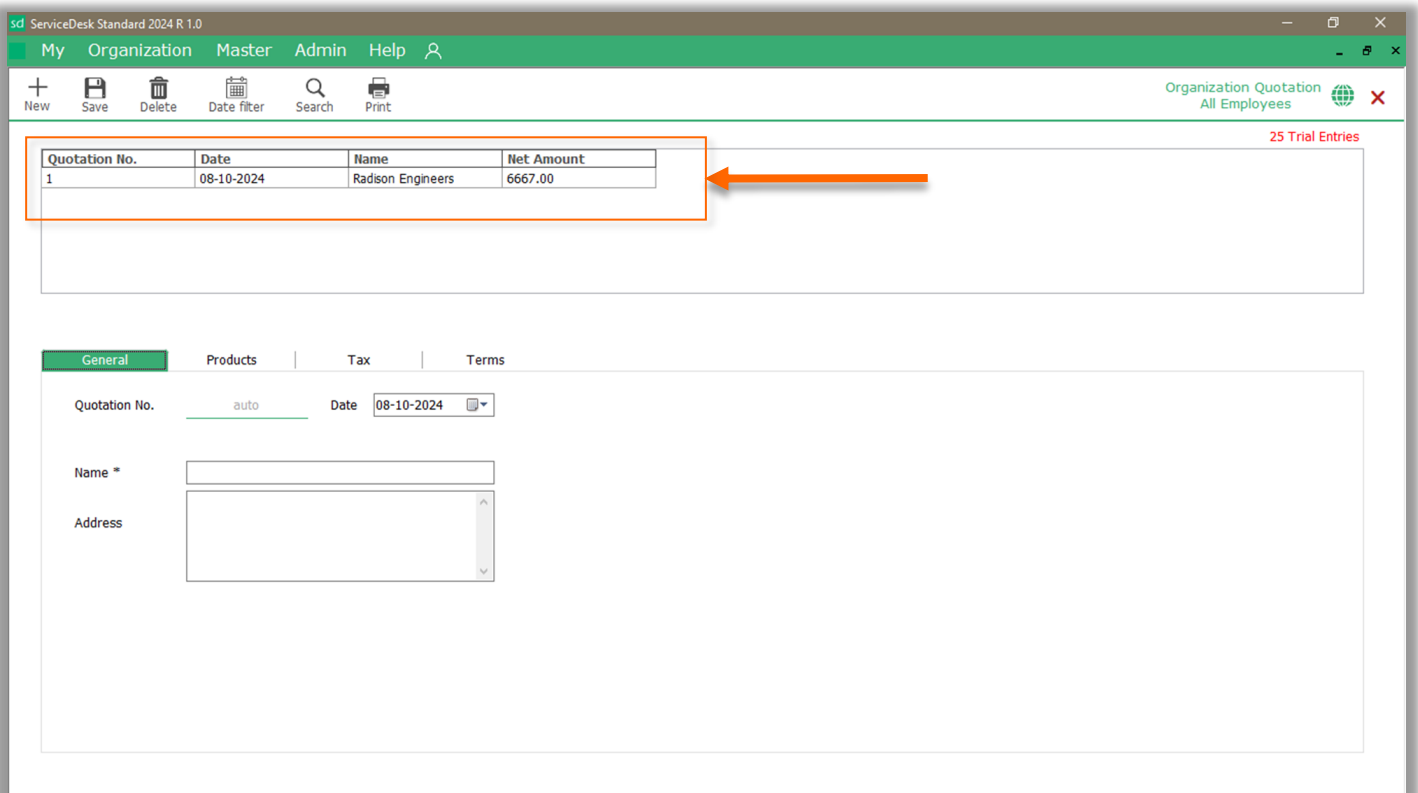 sd ServiceDesk Standard 2024 R 1.0
My Organization Master Admin Help
New Save Delete Date filter Search Print
Organization Quotation
All Employees
25 Trial Entries
Quotation No. Date Name Net Amount
1 08-10-2024 Radison Engineers 6667.00
General Products Tax Terms
Quotation No. auto Date 08-10-2024
Name *
Address